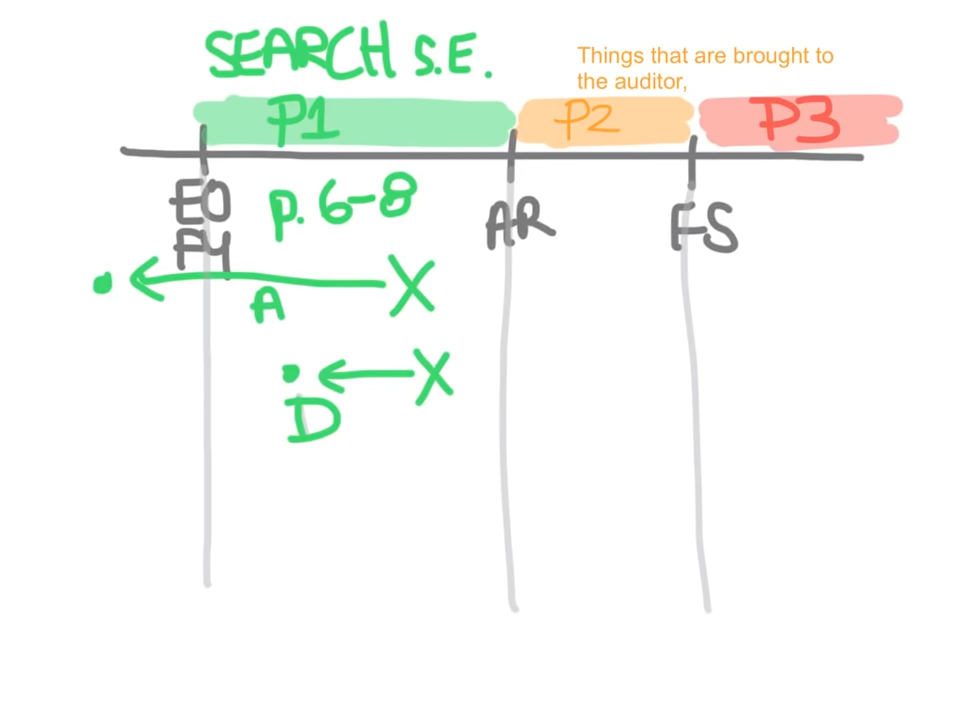 SEARCH S.E.
Things that are brought to
the auditor,
P1 P2 P3
EO
FY
p. 6-8
AR
FS
X
A
X
D